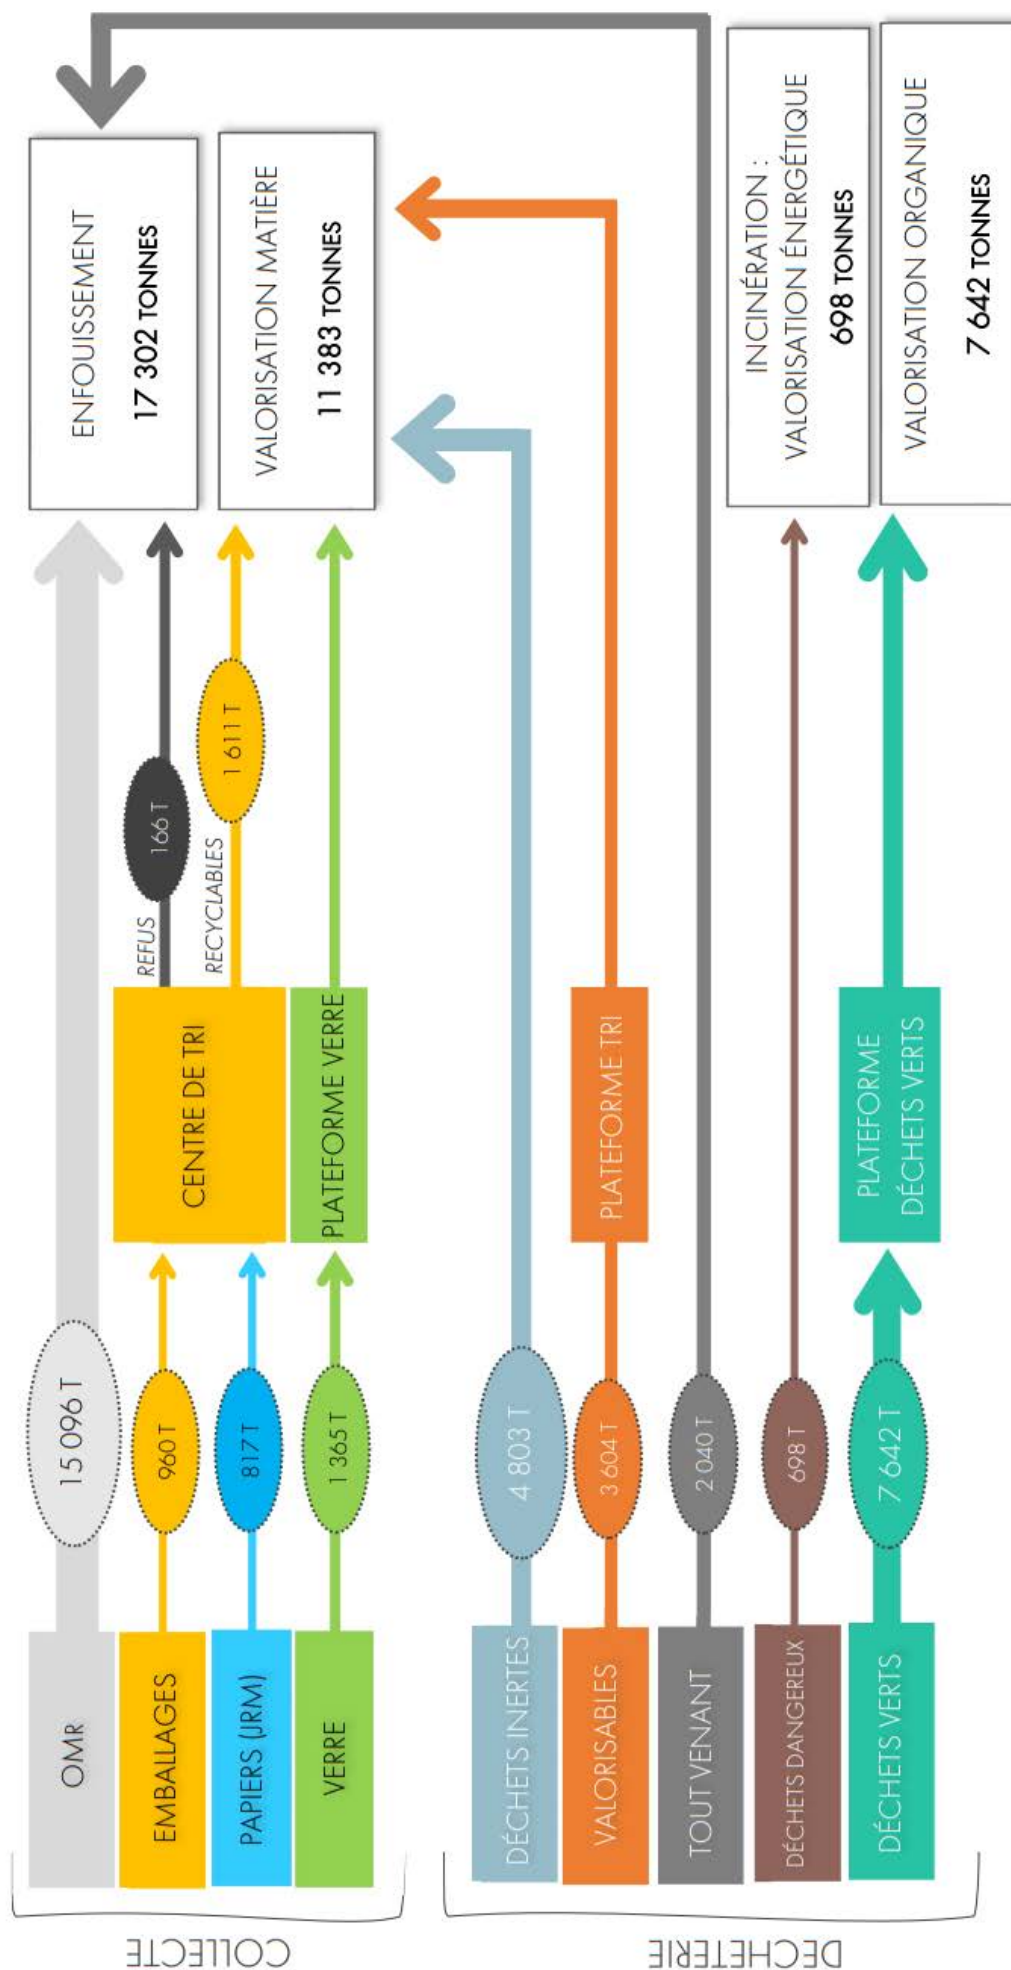 COLLECTE
OMR
15 096 T
ENFOUISSEMENT
17 302 TONNES
EMBALLAGES
960 T
CENTRE DE TRI
REFUS
166 T
PAPIERS (JRM)
817 T
RECYCLABLES
1 611 T
VALORISATION MATIÈRE
11 383 TONNES
VERRE
1 365 T
PLATEFORME VERRE
DECHETERIE
DÉCHETS INERTES
4 803 T
VALORISABLES
3 604 T
PLATEFORME TRI
TOUT VENANT
2 040 T
DÉCHETS DANGEREUX
698 T
INCINÉRATION :
VALORISATION ÉNERGÉTIQUE
698 TONNES
DÉCHETS VERTS
7 642 T
PLATEFORME
DÉCHETS VERTS
VALORISATION ORGANIQUE
7 642 TONNES